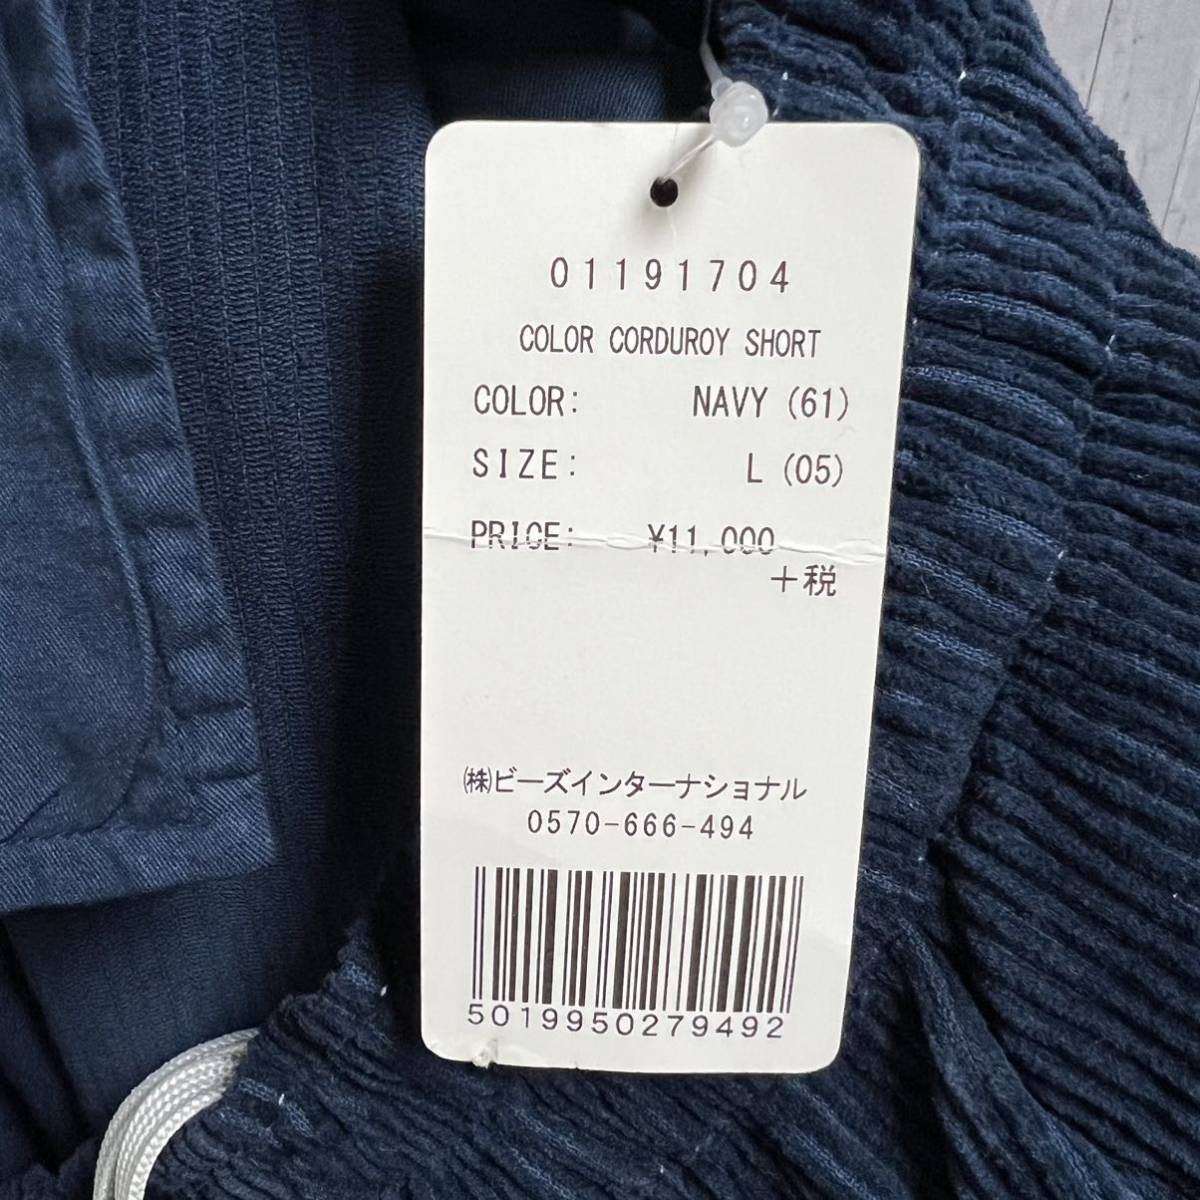 01191704
COLOR CORDUROY SHORT
COLOR: NAVY (61)
SIZE: L (05)
PRICE: ¥11,000
+税
㈱ビーズインターナショナル
0570-666-494
5019950279492